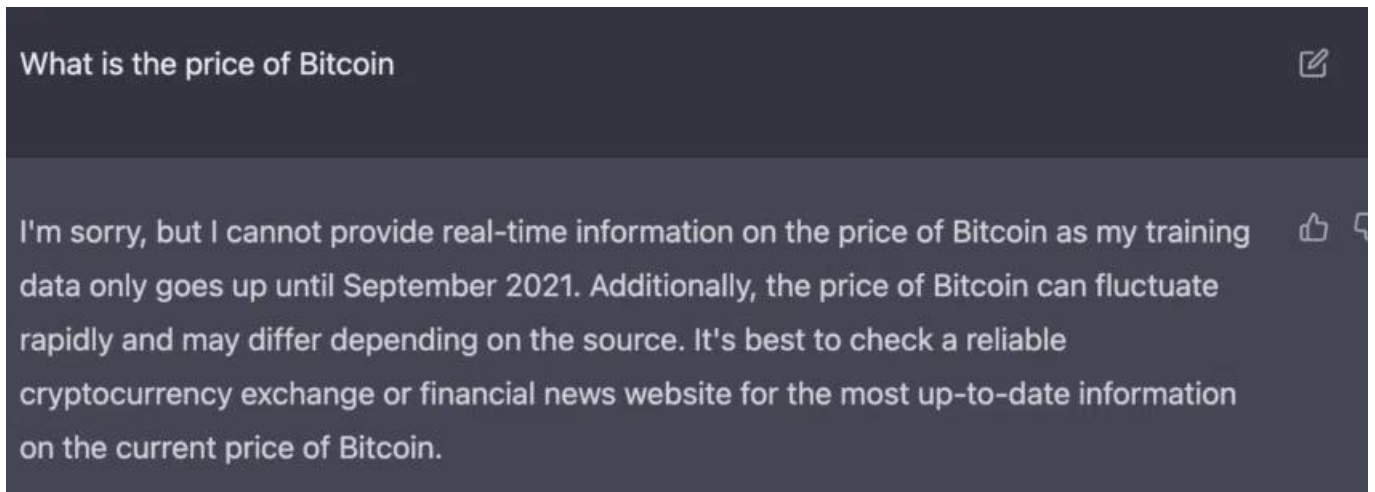 What is the price of Bitcoin
I'm sorry, but I cannot provide real-time information on the price of Bitcoin as my training
data only goes up until September 2021. Additionally, the price of Bitcoin can fluctuate
rapidly and may differ depending on the source. It's best to check a reliable
cryptocurrency exchange or financial news website for the most up-to-date information
on the current price of Bitcoin.